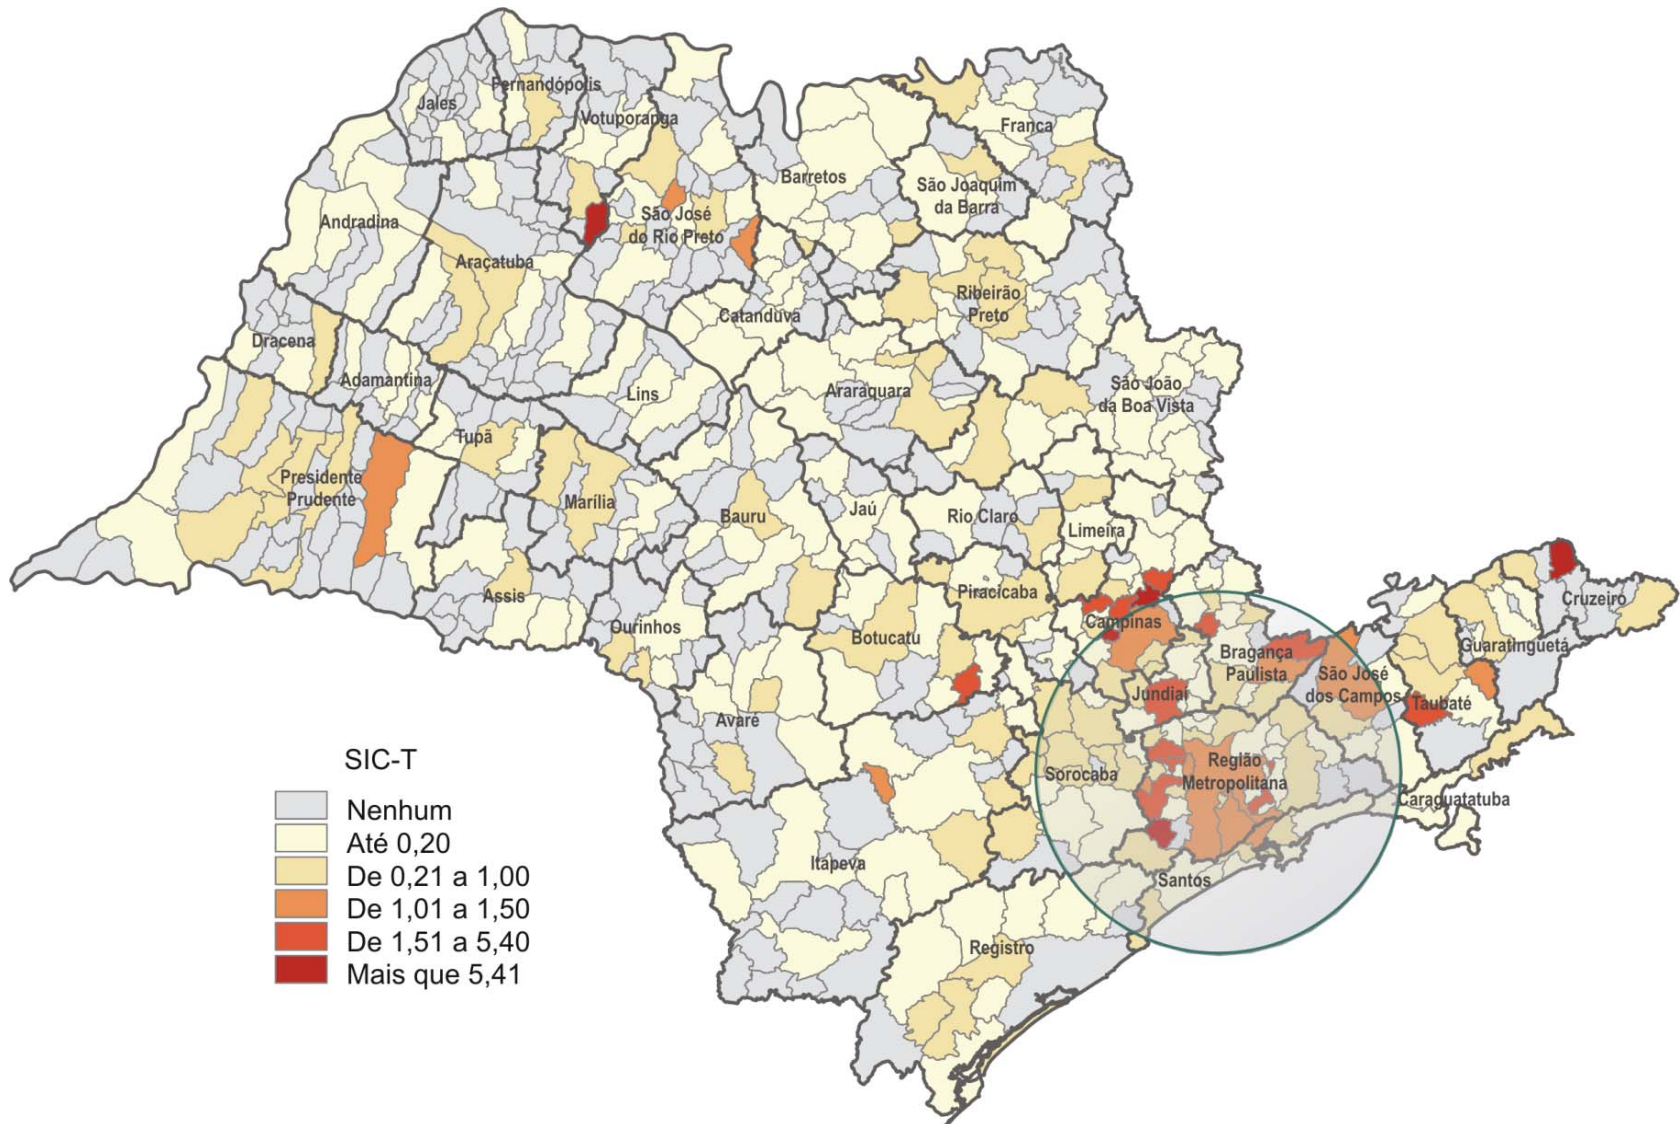 Fernandópolis
Jales
Votuporanga
Franca
Barretos
São Joaquim
da Barra
Andradina
São José
do Rio Preto
Araçatuba
Ribeirão
Preto
Catanduva
Dracena
Adamantina
Lins
Araraquara
São João
da Boa Vista
Tupã
Presidente
Prudente
Marília
Bauru
Jaú
Rio Claro
Limeira
Assis
Piracicaba
Cruzeiro
Ourinhos
Botucatu
Campinas
Guaratinguetá
Bragança
Paulista
São José
dos Campos
Jundiaí
Taubaté
Avaré
Sorocaba
Região
Metropolitana
Caraguatatuba
Itapeva
Santos
Registro
SIC-T
Nenhum
Até 0,20
De 0,21 a 1,00
De 1,01 a 1,50
De 1,51 a 5,40
Mais que 5,41